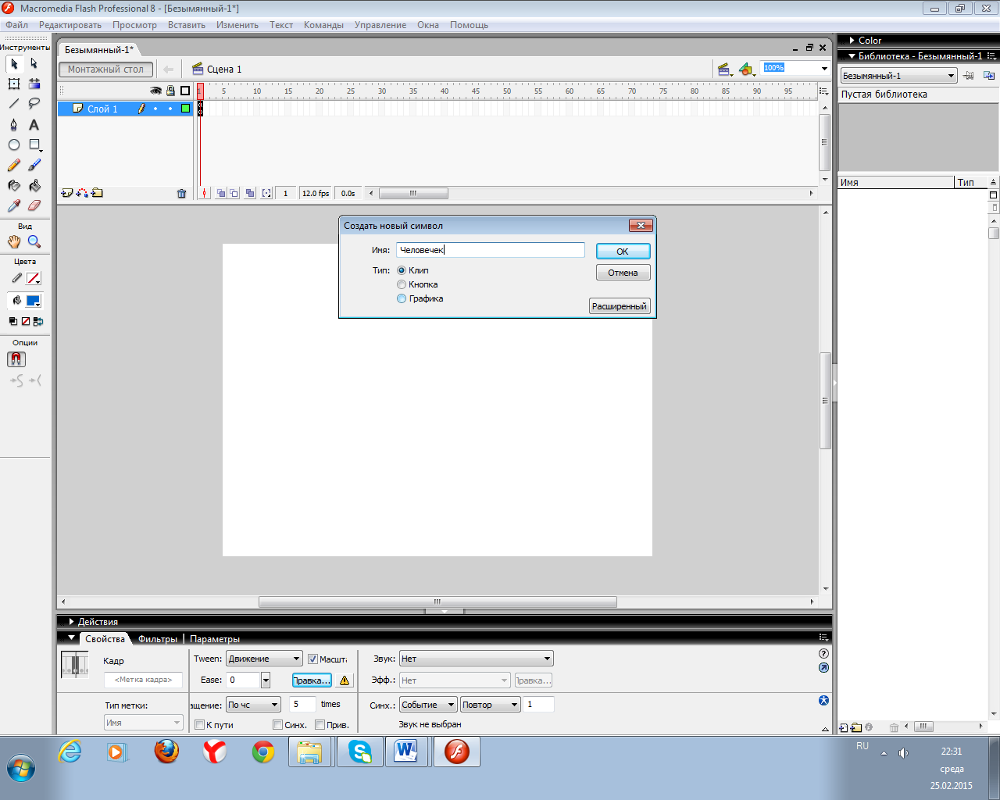 Macromedia Flash Professional 8 - [Безымянный-1*]
Файл Редактировать Просмотр Вставить Изменить Текст Команды Управление Окна Помощь
Инструменты
Вид
Цвета
Опции
Безымянный-1*
Монтажный стол Сцена 1 100%
1 5 10 15 20 25 30 35 40 45 50 55 60 65 70 75 80 85 90 95
Слой 1
1 12.0 fps 0.0s
Создать новый символ
Имя: Человечек ОК
Тип: Клип Отмена
Кнопка
Графика
Расширенный
Color
Библиотека - Безымянный-1
Безымянный-1
Пустая библиотека
Имя Тип
Действия
Свойства Фильтры Параметры
Кадр Tween: Движение Масшта Звук: Нет
<Метка кадра> Ease: 0 Правка... Эфф.: Нет Правка...
Тип метки: ащение: По чс 5 times Синх.: Событие Повтор 1
Имя К пути Синх. Прив. Звук не выбран
RU 22:31
среда
25.02.2015